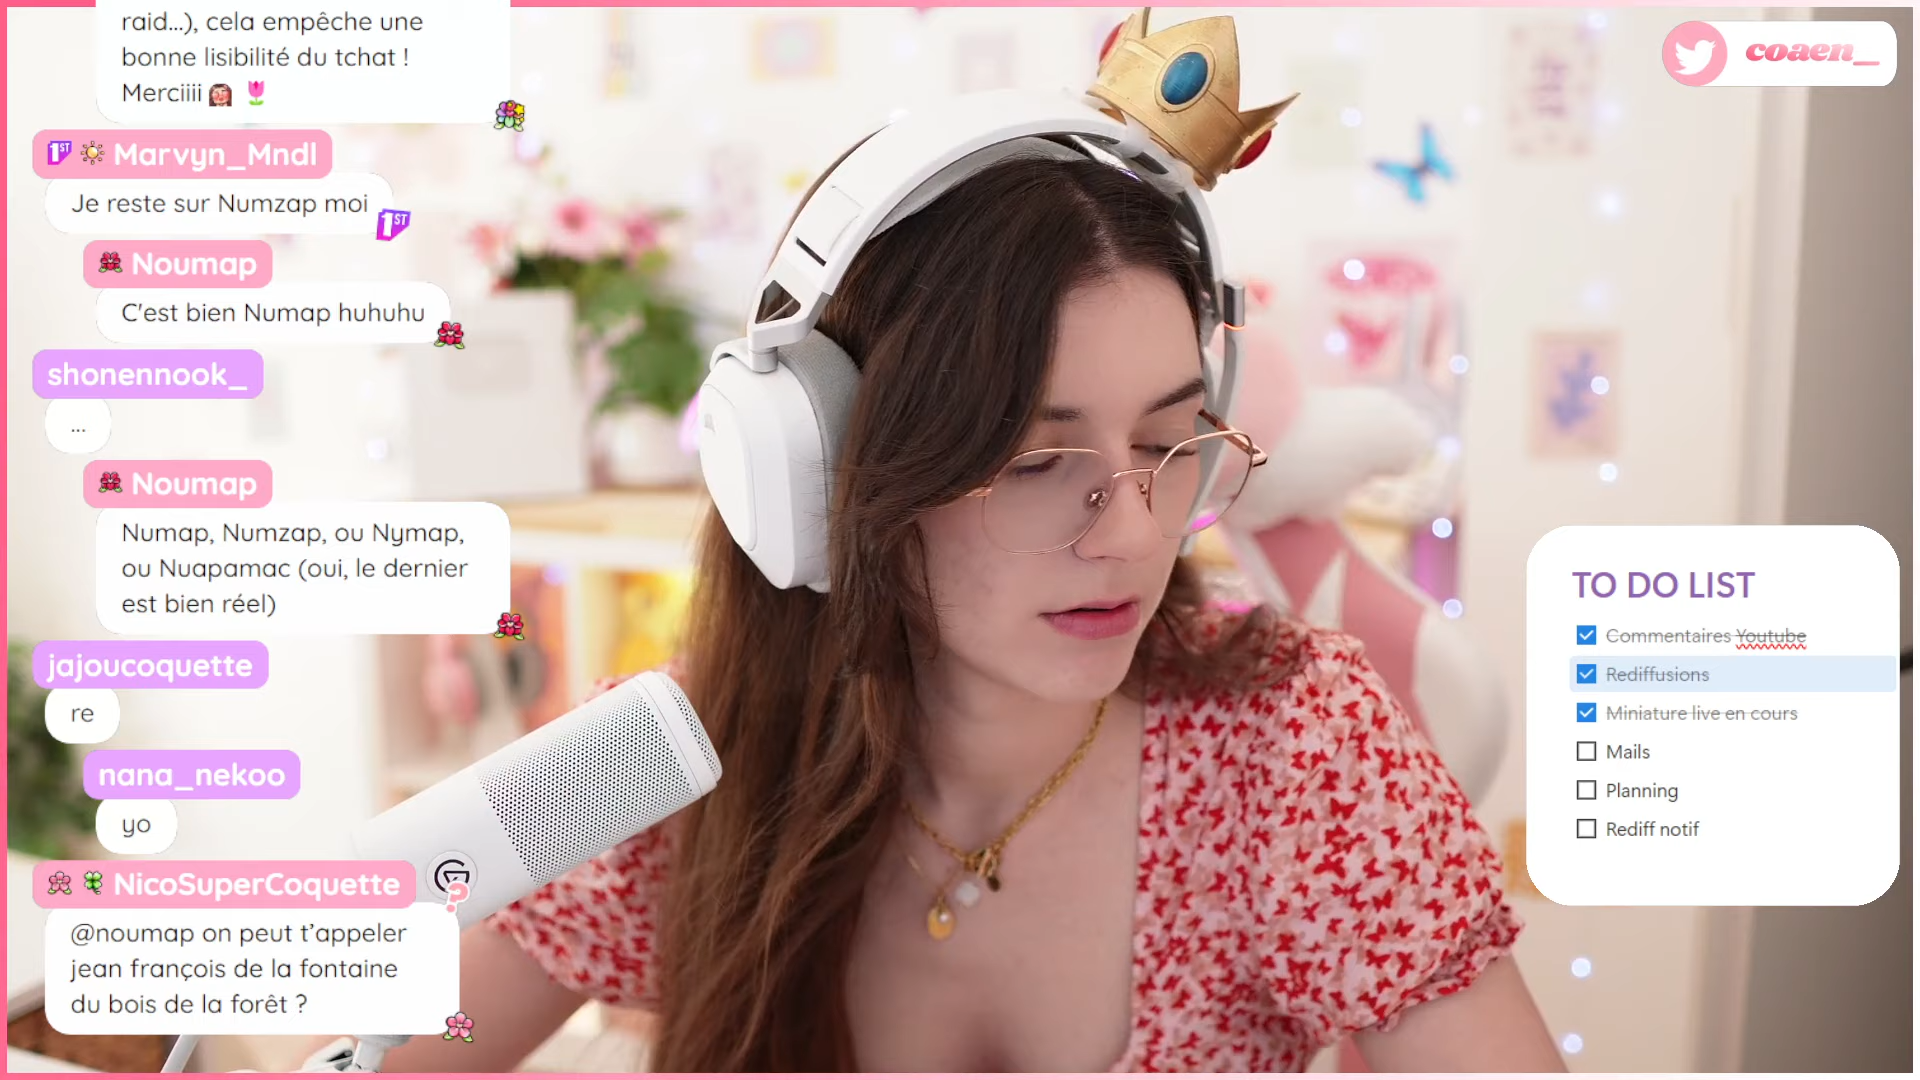 raid...), cela empêche une
bonne lisibilité du tchat !
Merciiii
1ST Marvyn_Mndl
Je reste sur Numzap moi
1ST
Noumap
C'est bien Numap huhuhu
shonennook_
...
Noumap
Numap, Numzap, ou Nymap,
ou Nuapamac (oui, le dernier
est bien réel)
jajoucoquette
re
nana_nekoo
yo
NicoSuperCoquette
?
@noumap on peut t’appeler
jean françois de la fontaine
du bois de la forêt ?
coaen_
TO DO LIST
Commentaires Youtube
Rediffusions
Miniature live en cours
Mails
Planning
Rediff notif